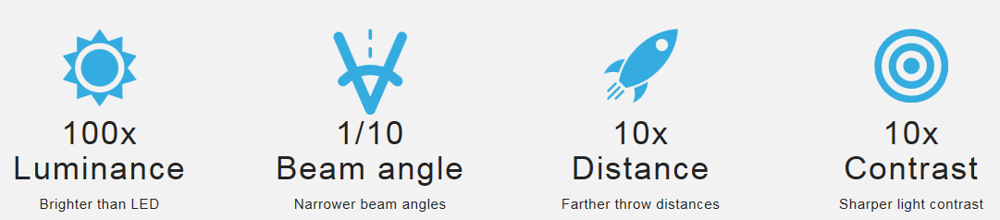 100x
Luminance
Brighter than LED
1/10
Beam angle
Narrower beam angles
10x
Distance
Farther throw distances
10x
Contrast
Sharper light contrast